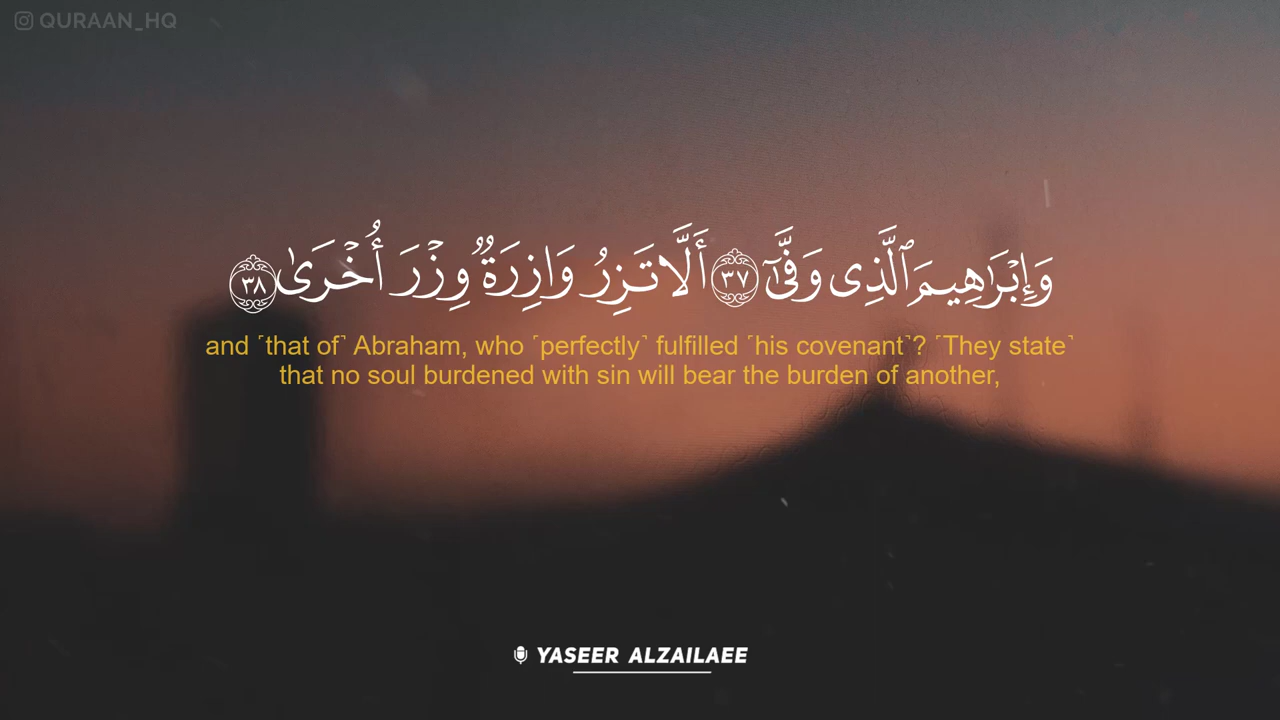 QURAAN_HQ
وَإِبْرَٰهِيمَ ٱلَّذِى وَفَّىٰٓ ٣٧ أَلَّا تَزِرُ وَازِرَةٌ وِزْرَ أُخْرَىٰ ٣٨
and ˹that of˺ Abraham, who ˹perfectly˺ fulfilled ˹his covenant˺? ˹They state˺
that no soul burdened with sin will bear the burden of another,
YASEER ALZAILAEE